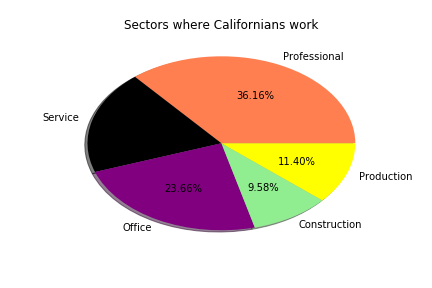 Sectors where Californians work
Professional
36.16%
Service
11.40%
Production
23.66%
9.58%
Office
Construction